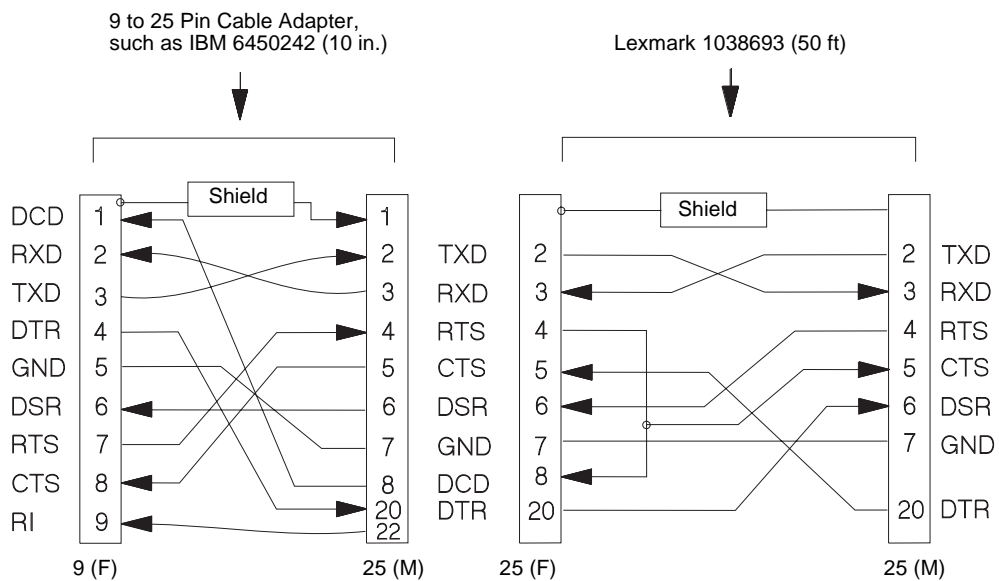 9 to 25 Pin Cable Adapter,
such as IBM 6450242 (10 in.)
Lexmark 1038693 (50 ft)
Shield
Shield
DCD 1 1
RXD 2 2 TXD 2 2 TXD
TXD 3 3 RXD 3 3 RXD
DTR 4 4 RTS 4 4 RTS
GND 5 5 CTS 5 5 CTS
DSR 6 6 DSR 6 6 DSR
RTS 7 7 GND 7 7 GND
CTS 8 8 DCD 8
20 DTR 20 20 DTR
RI 9 22
9 (F) 25 (M) 25 (F) 25 (M)